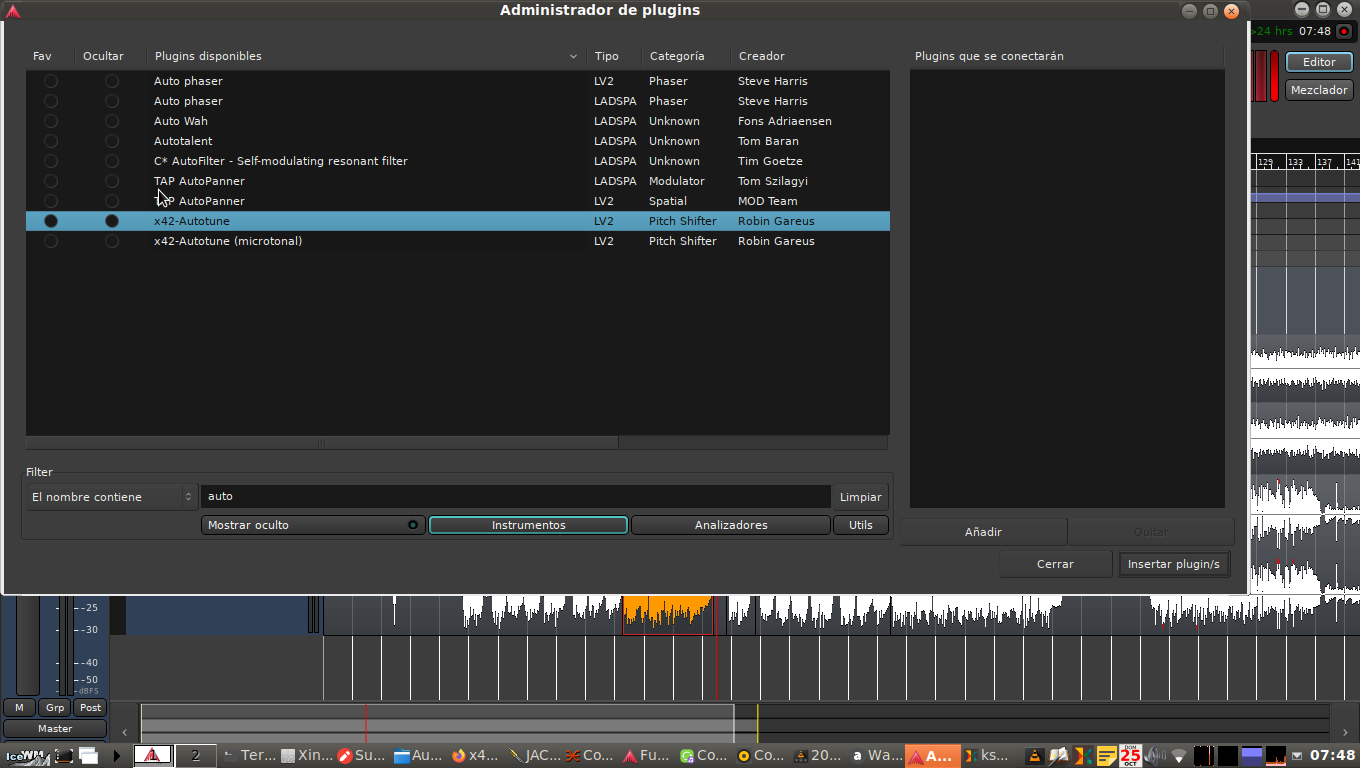 Administrador de plugins
>24 hrs 07:48
Fav Ocultar Plugins disponibles Tipo Categoría Creador
Plugins que se conectarán
Editor
Mezclador
Auto phaser LV2 Phaser Steve Harris
Auto phaser LADSPA Phaser Steve Harris
Auto Wah LADSPA Unknown Fons Adriaensen
Autotalent LADSPA Unknown Tom Baran
C* AutoFilter - Self-modulating resonant filter LADSPA Unknown Tim Goetze
129 133 137 141
TAP AutoPanner LADSPA Modulator Tom Szilagyi
TAP AutoPanner LV2 Spatial MOD Team
x42-Autotune LV2 Pitch Shifter Robin Gareus
x42-Autotune (microtonal) LV2 Pitch Shifter Robin Gareus
Filter
El nombre contiene auto Limpiar
Mostrar oculto Instrumentos Analizadores Utils
Añadir Quitar
Cerrar Insertar plugin/s
-25
-30
-40
-50
dBFS
M Grp Post
Master
IceWM 2 Ter... Xin... Su... Au... x4... JAC... Co... Fu... Co... Co... 20... Wa... A... ks... DOM 25 OCT 07:48